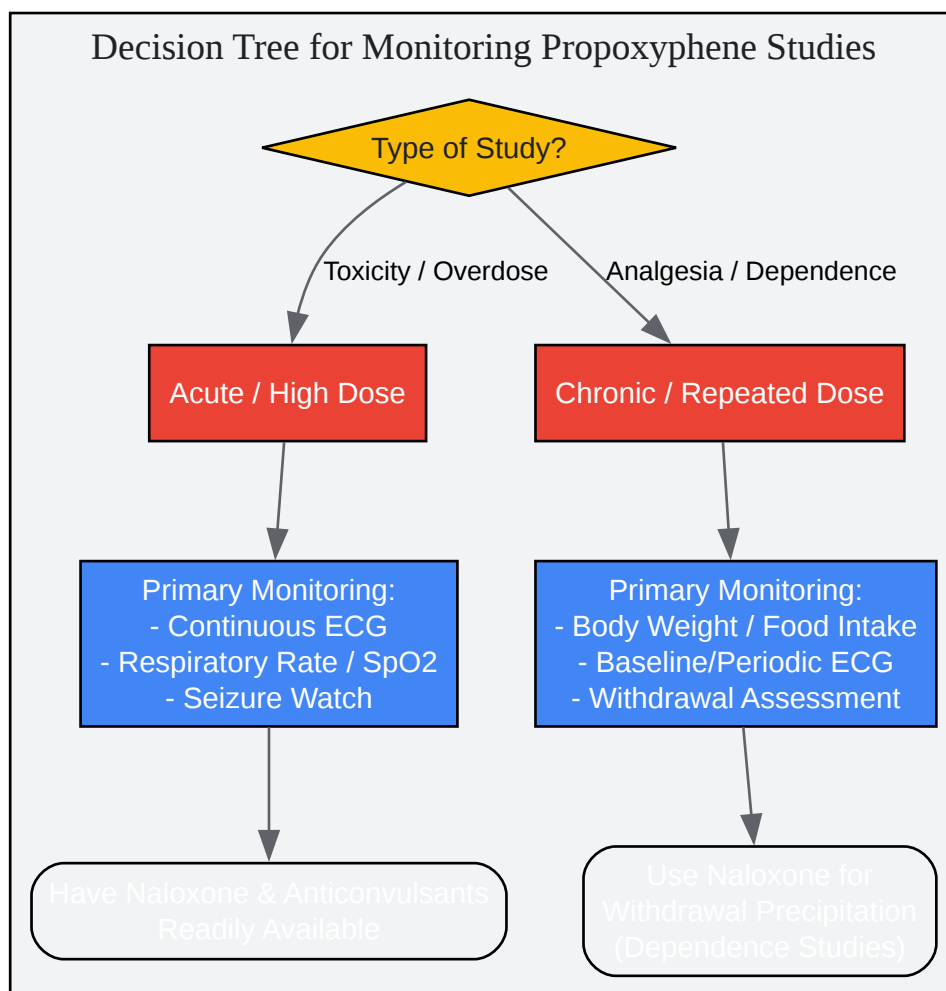 Decision Tree for Monitoring Propoxyphene Studies
Type of Study?
Toxicity / Overdose
Analgesia / Dependence
Acute / High Dose
Chronic / Repeated Dose
Primary Monitoring:
- Continuous ECG
- Respiratory Rate / SpO2
- Seizure Watch
Primary Monitoring:
- Body Weight / Food Intake
- Baseline/Periodic ECG
- Withdrawal Assessment
Have Naloxone & Anticonvulsants
Readily Available
Use Naloxone for
Withdrawal Precipitation
(Dependence Studies)